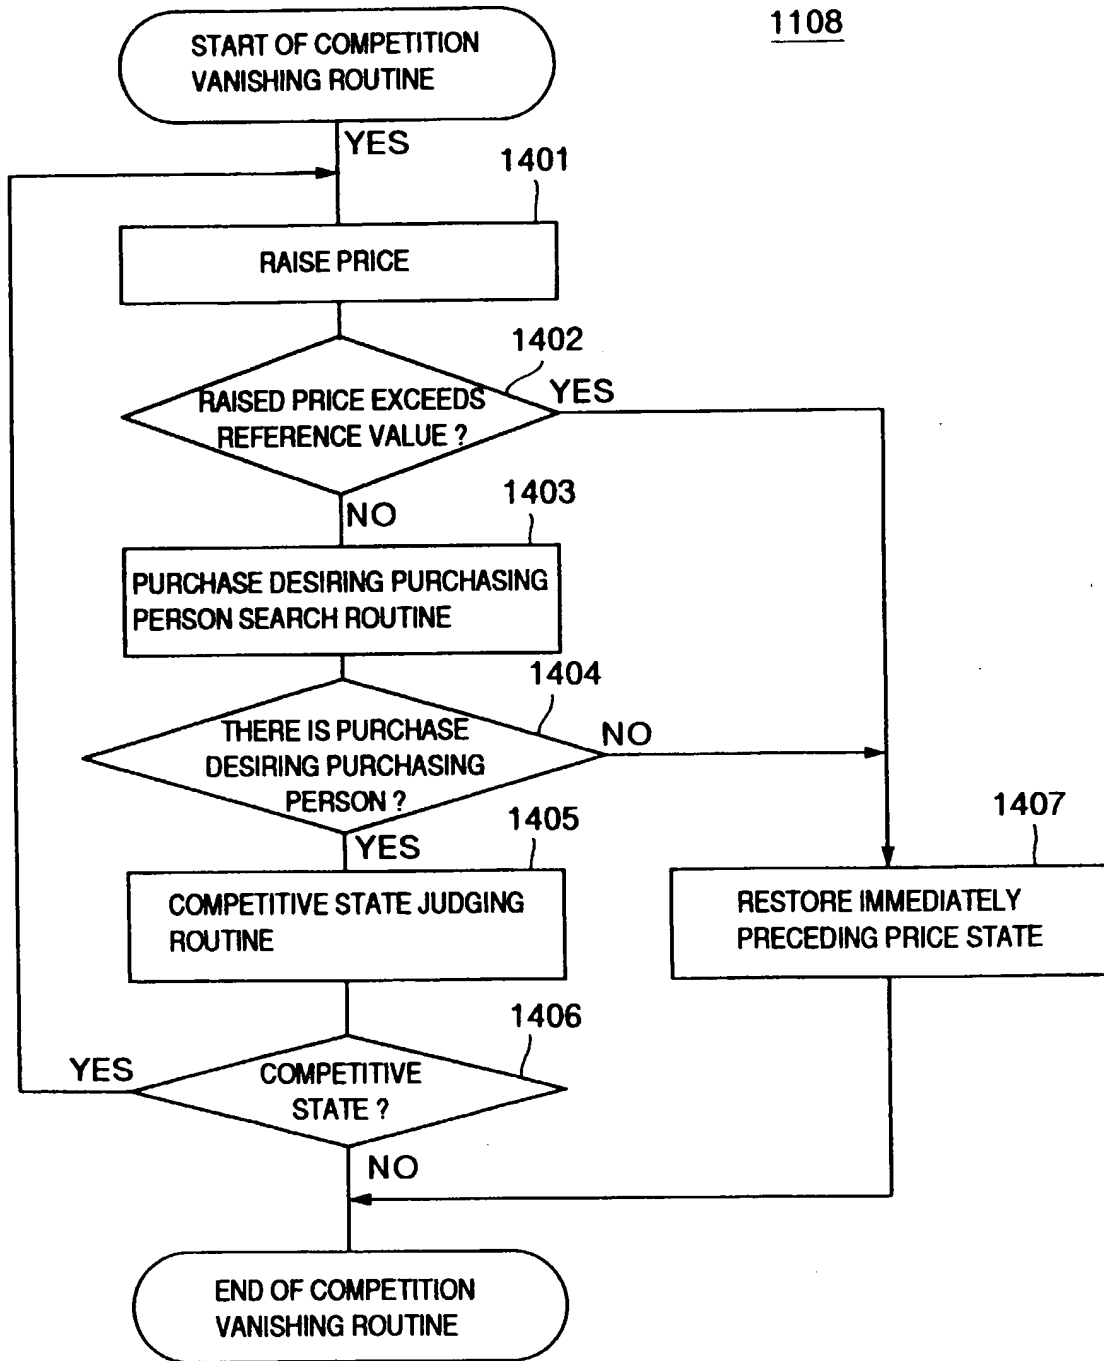 1108
START OF COMPETITION
VANISHING ROUTINE
YES
1401
RAISE PRICE
1402
RAISED PRICE EXCEEDS
REFERENCE VALUE ?
YES
NO
1403
PURCHASE DESIRING PURCHASING
PERSON SEARCH ROUTINE
1404
THERE IS PURCHASE
DESIRING PURCHASING
PERSON ?
NO
YES
1405
COMPETITIVE STATE JUDGING
ROUTINE
1407
RESTORE IMMEDIATELY
PRECEDING PRICE STATE
1406
COMPETITIVE
STATE ?
YES
NO
END OF COMPETITION
VANISHING ROUTINE